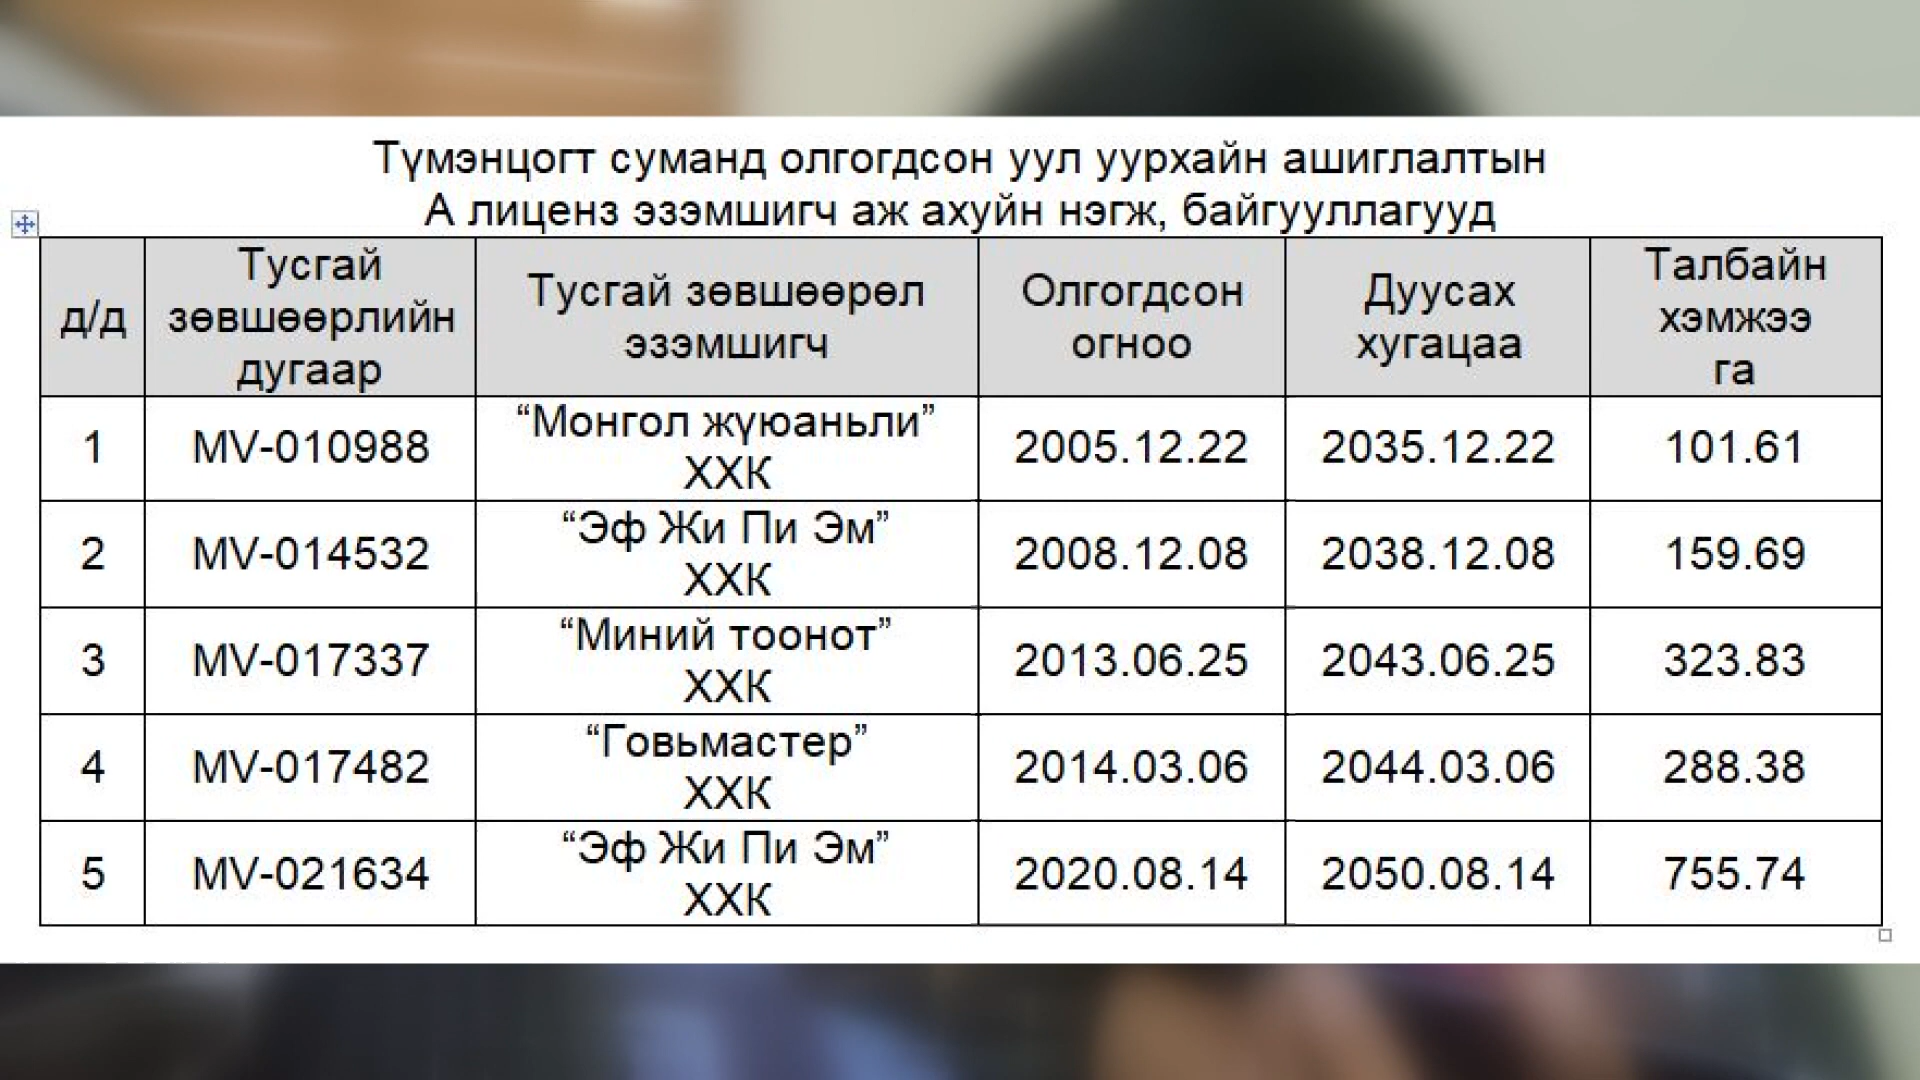 Түмэнцогт суманд олгогдсон уул уурхайн ашиглалтын
А лиценз эзэмшигч аж ахуйн нэгж, байгууллагууд
д/д
Тусгай
зөвшөөрлийн
дугаар
Тусгай зөвшөөрөл
эзэмшигч
Олгогдсон
огноо
Дуусах
хугацаа
Талбайн
хэмжээ
га
1
MV-010988
“Монгол жүюаньли”
ХХК
2005.12.22
2035.12.22
101.61
2
MV-014532
“Эф Жи Пи Эм”
ХХК
2008.12.08
2038.12.08
159.69
3
MV-017337
“Миний тоонот”
ХХК
2013.06.25
2043.06.25
323.83
4
MV-017482
“Говьмастер”
ХХК
2014.03.06
2044.03.06
288.38
5
MV-021634
“Эф Жи Пи Эм”
ХХК
2020.08.14
2050.08.14
755.74